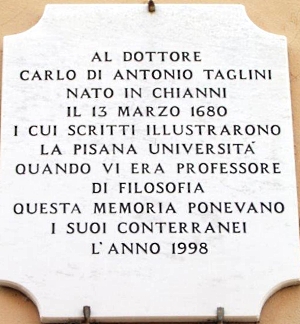 AL DOTTORE
CARLO DI ANTONIO TAGLINI
NATO IN CHIANNI
IL 13 MARZO 1680
I CUI SCRITTI ILLUSTRARONO
LA PISANA UNIVERSITA'
QUANDO VI ERA PROFESSORE
DI FILOSOFIA
QUESTA MEMORIA PONEVANO
I SUOI CONTERRANEI
L'ANNO 1998